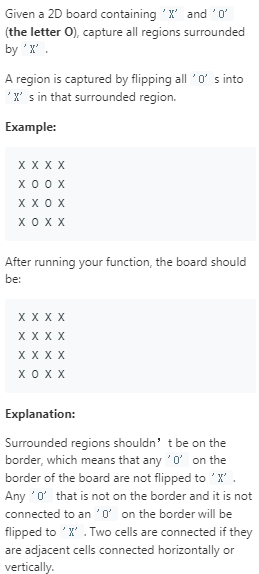 Given a 2D board containing 'X' and 'O'
(the letter O), capture all regions surrounded
by 'X' .
A region is captured by flipping all 'O' s into
'X' s in that surrounded region.
Example:
X X X X
X O O X
X X O X
X O X X
After running your function, the board should
be:
X X X X
X X X X
X X X X
X O X X
Explanation:
Surrounded regions shouldn’ t be on the
border, which means that any 'O' on the
border of the board are not flipped to 'X' .
Any 'O' that is not on the border and it is not
connected to an 'O' on the border will be
flipped to 'X' . Two cells are connected if they
are adjacent cells connected horizontally or
vertically.